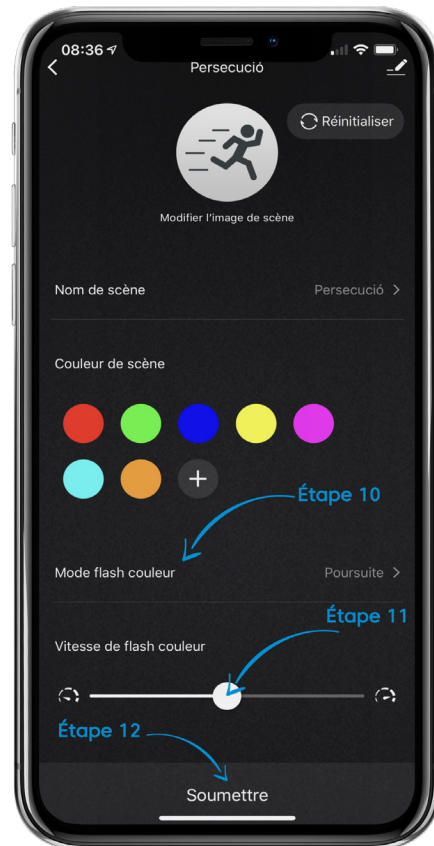 08:36
Persecució
Réinitialiser
Modifier l'image de scène
Nom de scène Persecució
Couleur de scène
Étape 10
Mode flash couleur Poursuite
Étape 11
Vitesse de flash couleur
Étape 12
Soumettre